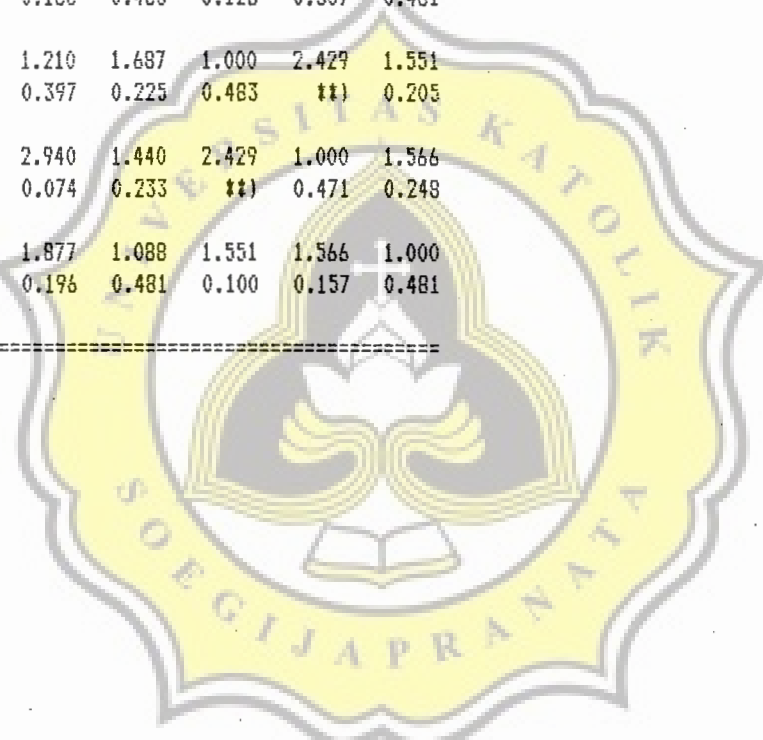 1.210 1.687 1.000 2.429 1.551
0.397 0.225 0.483 **) 0.205
2.940 1.440 2.429 1.000 1.566
0.074 0.233 **) 0.471 0.248
1.877 1.088 1.551 1.566 1.000
0.196 0.481 0.100 0.157 0.481
=====================================
UNIVERSITAS KATOLIK
SOEGIJAPRANATA